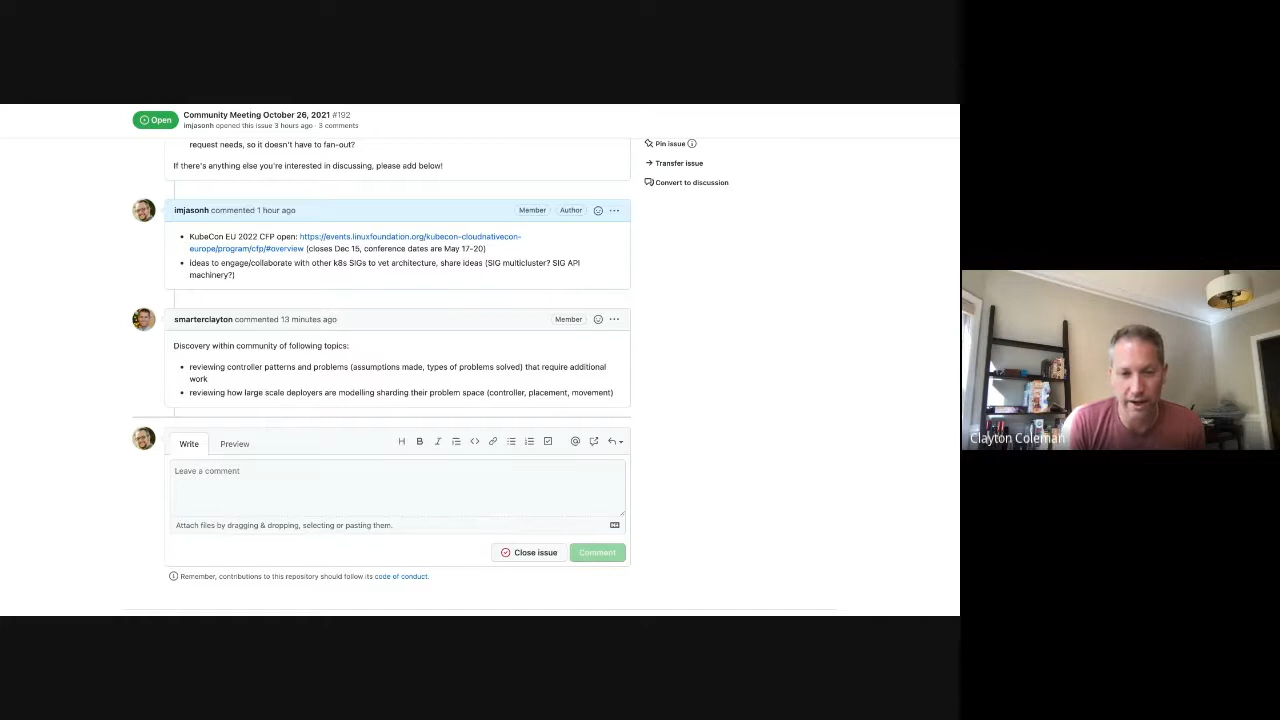 Open
Community Meeting October 26, 2021 #192
imjasonh opened this issue 3 hours ago · 3 comments
request needs, so it doesn't have to fan-out?
If there's anything else you're interested in discussing, please add below!
Pin issue
Transfer issue
Convert to discussion
imjasonh commented 1 hour ago
Member
Author
• KubeCon EU 2022 CFP open: https://events.linuxfoundation.org/kubecon-cloudnativecon-
europe/program/cfp/#overview (closes Dec 15, conference dates are May 17-20)
• ideas to engage/collaborate with other k8s SIGs to vet architecture, share ideas (SIG multicluster? SIG API
machinery?)
smarterclayton commented 13 minutes ago
Member
Discovery within community of following topics:
• reviewing controller patterns and problems (assumptions made, types of problems solved) that require additional
work
• reviewing how large scale deployers are modelling sharding their problem space (controller, placement, movement)
Write
Preview
Leave a comment
Attach files by dragging & dropping, selecting or pasting them.
Close issue
Comment
Remember, contributions to this repository should follow its code of conduct.
Clayton Coleman